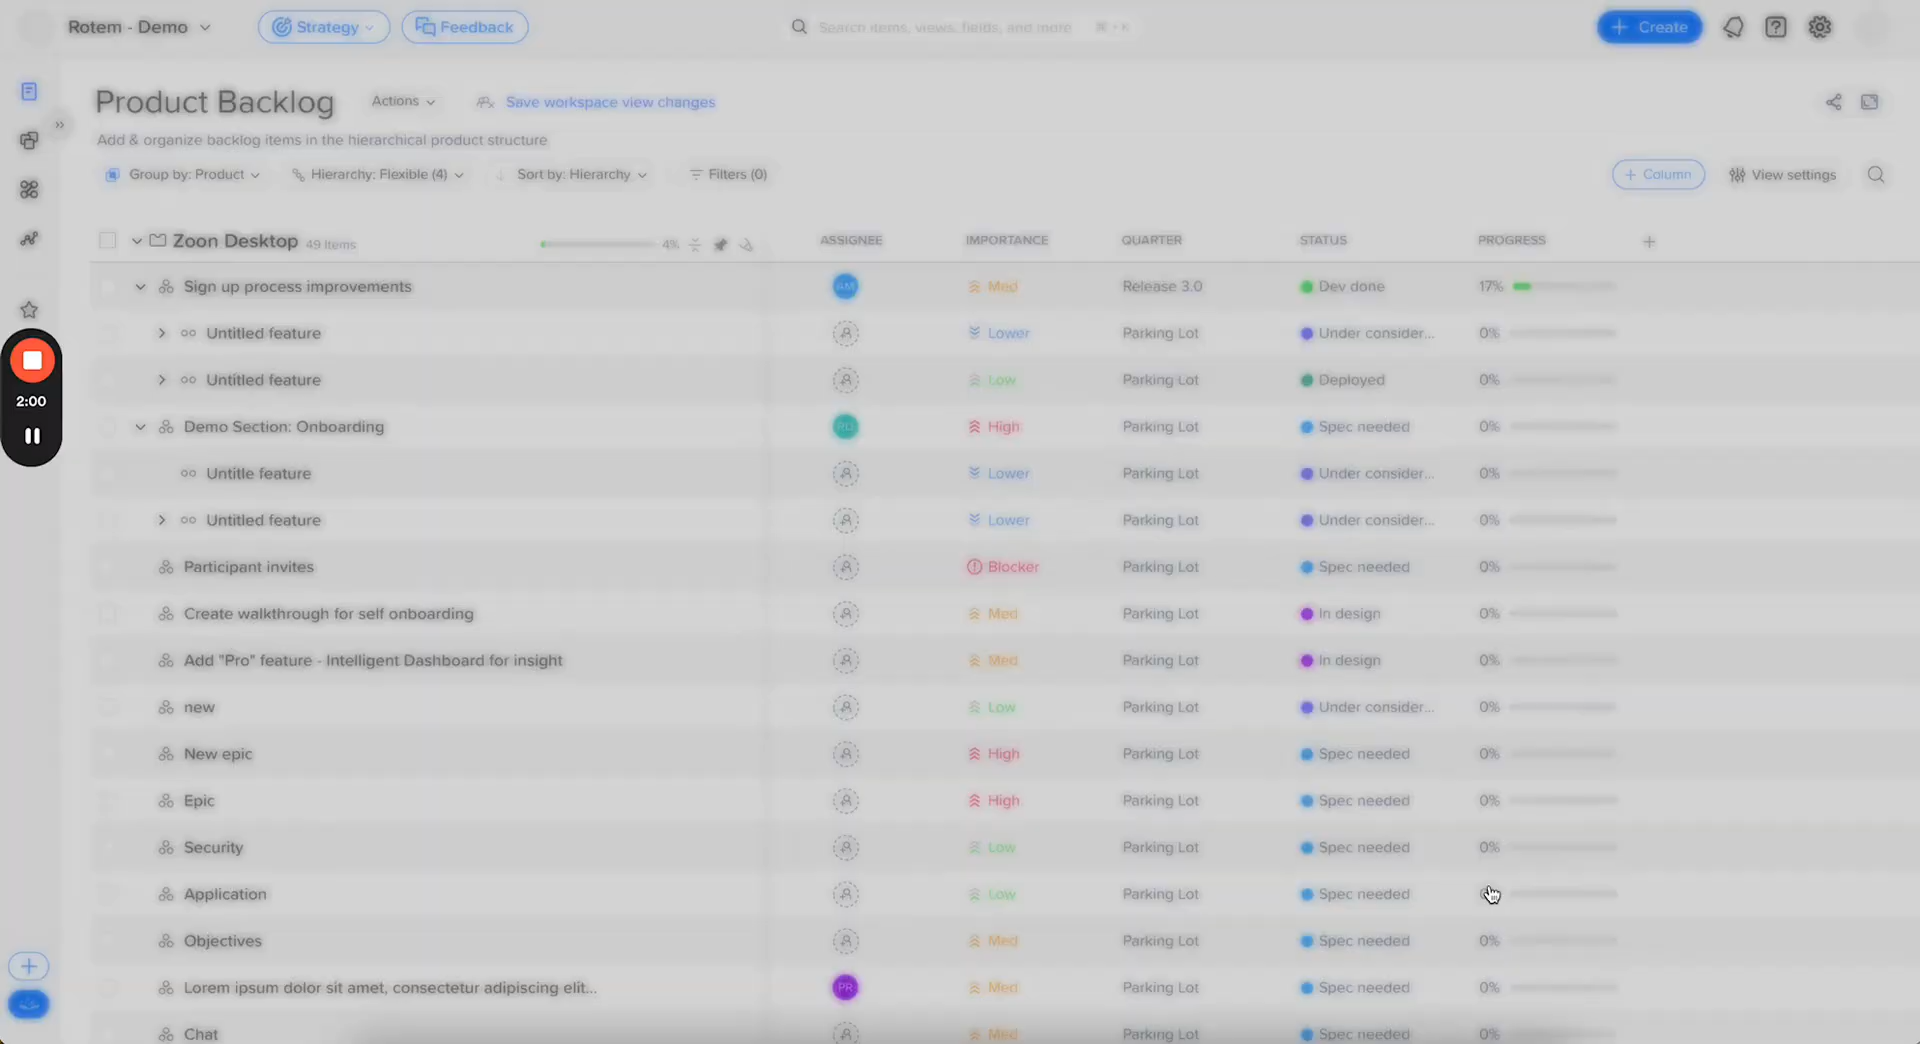 Rotem - Demo Strategy Feedback Search items, views, fields, and more ⌘ + K + Create
Product Backlog Actions Save workspace view changes
Add & organize backlog items in the hierarchical product structure
Group by: Product Hierarchy: Flexible (4) Sort by: Hierarchy Filters (0) + Column View settings
Zoon Desktop 49 items 4% ASSIGNEE IMPORTANCE QUARTER STATUS PROGRESS +
Sign up process improvements AM Med Release 3.0 Dev done 17%
Untitled feature Lower Parking Lot Under consider... 0%
Untitled feature Low Parking Lot Deployed 0%
2:00
Demo Section: Onboarding RD High Parking Lot Spec needed 0%
Untitle feature Lower Parking Lot Under consider... 0%
Untitled feature Lower Parking Lot Under consider... 0%
Participant invites Blocker Parking Lot Spec needed 0%
Create walkthrough for self onboarding Med Parking Lot In design 0%
Add "Pro" feature - Intelligent Dashboard for insight Med Parking Lot In design 0%
new Low Parking Lot Under consider... 0%
New epic High Parking Lot Spec needed 0%
Epic High Parking Lot Spec needed 0%
Security Low Parking Lot Spec needed 0%
Application Low Parking Lot Spec needed
Objectives Med Parking Lot Spec needed 0%
Lorem ipsum dolor sit amet, consectetur adipiscing elit... PR Med Parking Lot Spec needed 0%
Chat Med Parking Lot Spec needed 0%